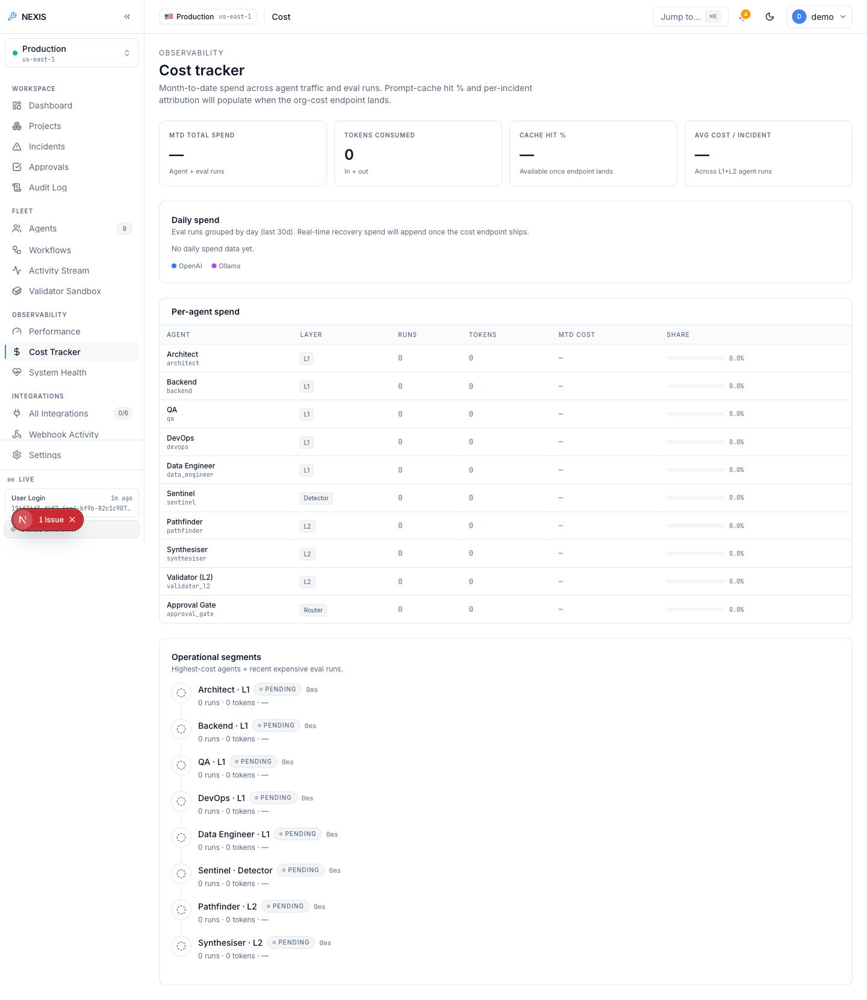 NEXIS
Production us-east-1
Cost
Jump to... ⌘K
4
D demo
Production
us-east-1
WORKSPACE
Dashboard
Projects
Incidents
Approvals
Audit Log
FLEET
Agents 9
Workflows
Activity Stream
Validator Sandbox
OBSERVABILITY
Performance
Cost Tracker
System Health
INTEGRATIONS
All Integrations 0/6
Webhook Activity
Settings
LIVE
User Login 1m ago
N 1 Issue
OBSERVABILITY
Cost tracker
Month-to-date spend across agent traffic and eval runs. Prompt-cache hit % and per-incident
attribution will populate when the org-cost endpoint lands.
MTD TOTAL SPEND
—
Agent + eval runs
TOKENS CONSUMED
0
In + out
CACHE HIT %
—
Available once endpoint lands
AVG COST / INCIDENT
—
Across L1+L2 agent runs
Daily spend
Eval runs grouped by day (last 30d). Real-time recovery spend will append once the cost endpoint ships.
No daily spend data yet.
OpenAI Ollama
Per-agent spend
AGENT LAYER RUNS TOKENS MTD COST SHARE
Architect
architect L1 0 0 — 0.0%
Backend
backend L1 0 0 — 0.0%
QA
qa L1 0 0 — 0.0%
DevOps
devops L1 0 0 — 0.0%
Data Engineer
data_engineer L1 0 0 — 0.0%
Sentinel
sentinel Detector 0 0 — 0.0%
Pathfinder
pathfinder L2 0 0 — 0.0%
Synthesiser
synthesiser L2 0 0 — 0.0%
Validator (L2)
validator_l2 L2 0 0 — 0.0%
Approval Gate
approval_gate Router 0 0 — 0.0%
Operational segments
Highest-cost agents + recent expensive eval runs.
Architect · L1 PENDING 0ms
0 runs · 0 tokens · —
Backend · L1 PENDING 0ms
0 runs · 0 tokens · —
QA · L1 PENDING 0ms
0 runs · 0 tokens · —
DevOps · L1 PENDING 0ms
0 runs · 0 tokens · —
Data Engineer · L1 PENDING 0ms
0 runs · 0 tokens · —
Sentinel · Detector PENDING 0ms
0 runs · 0 tokens · —
Pathfinder · L2 PENDING 0ms
0 runs · 0 tokens · —
Synthesiser · L2 PENDING 0ms
0 runs · 0 tokens · —